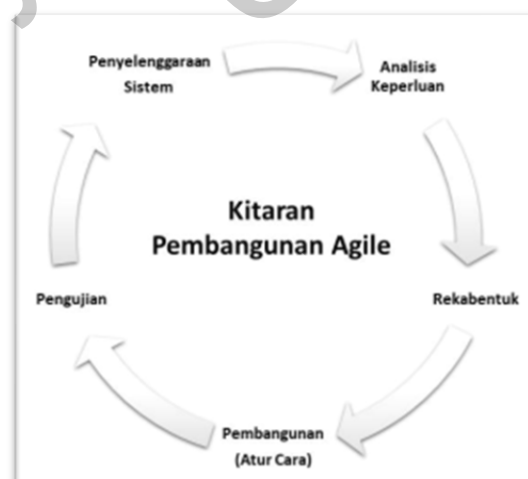 Penyelenggaraan
Sistem
Analisis
Keperluan
Kitaran
Pembangunan Agile
Pengujian
Rekabentuk
Pembangunan
(Atur Cara)